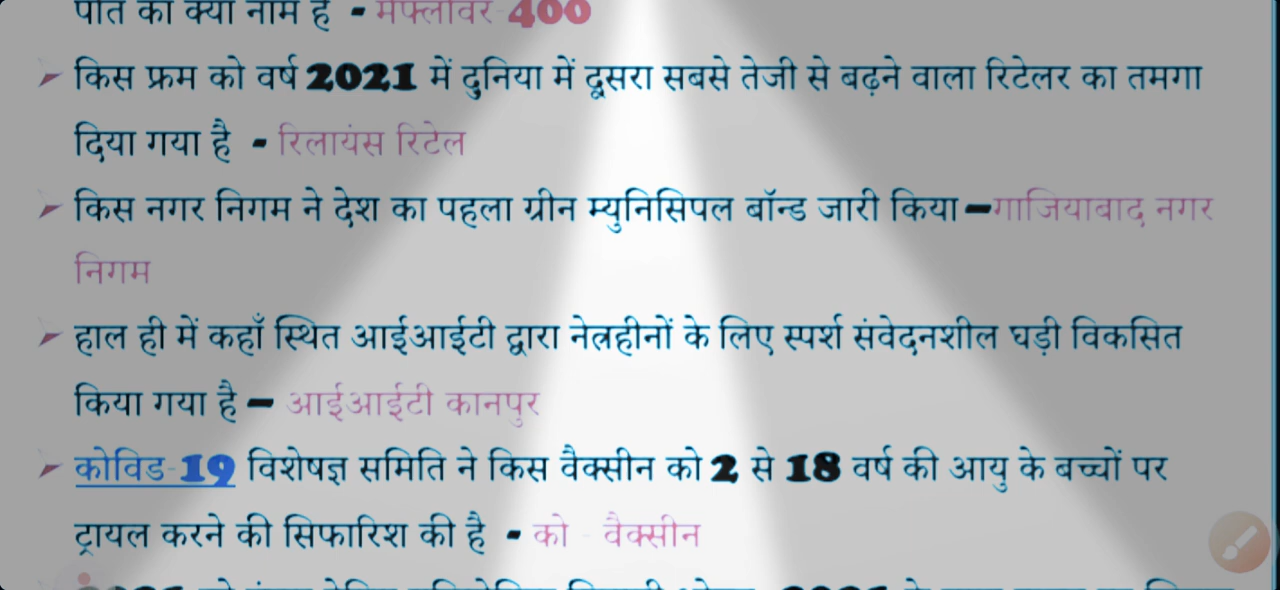 पोत का क्या नाम है - मेफ्लावर 400
किस फ्रम को वर्ष 2021 में दुनिया में दूसरा सबसे तेजी से बढ़ने वाला रिटेलर का तमगा
दिया गया है - रिलायंस रिटेल
किस नगर निगम ने देश का पहला ग्रीन म्युनिसिपल बॉन्ड जारी किया –गाजियाबाद नगर
निगम
हाल ही में कहाँ स्थित आईआईटी द्वारा नेत्रहीनों के लिए स्पर्श संवेदनशील घड़ी विकसित
किया गया है – आईआईटी कानपुर
कोविड-19 विशेषज्ञ समिति ने किस वैक्सीन को 2 से 18 वर्ष की आयु के बच्चों पर
ट्रायल करने की सिफारिश की है - को - वैक्सीन